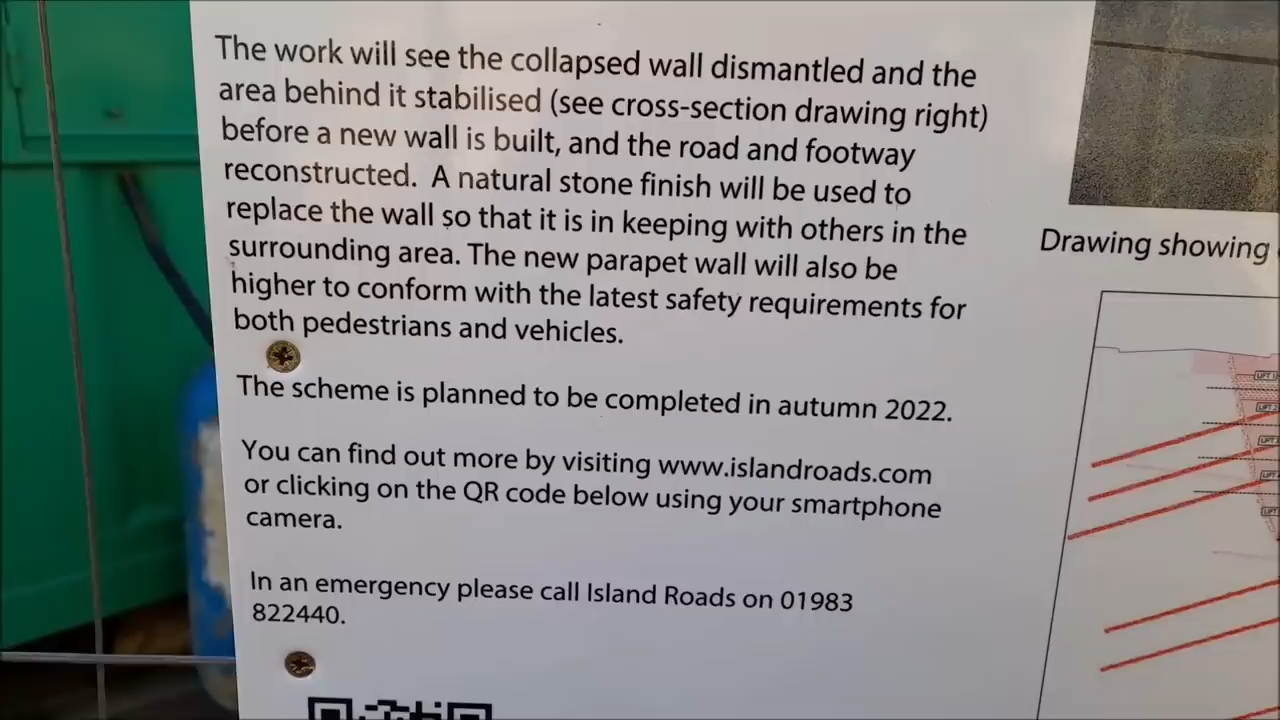 The work will see the collapsed wall dismantled and the
area behind it stabilised (see cross-section drawing right)
before a new wall is built, and the road and footway
reconstructed.  A natural stone finish will be used to
replace the wall so that it is in keeping with others in the
surrounding area. The new parapet wall will also be
higher to conform with the latest safety requirements for
both pedestrians and vehicles.
The scheme is planned to be completed in autumn 2022.
You can find out more by visiting www.islandroads.com
or clicking on the QR code below using your smartphone
camera.
In an emergency please call Island Roads on 01983
822440.
Drawing showing